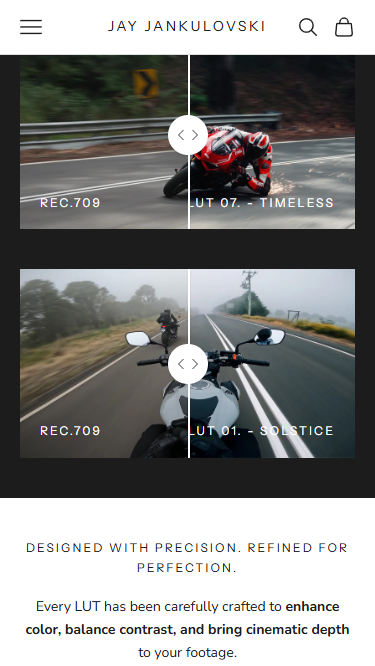 JAY JANKULOVSKI
REC.709
LUT 07. - TIMELESS
REC.709
LUT 01. - SOLSTICE
DESIGNED WITH PRECISION. REFINED FOR
PERFECTION.
Every LUT has been carefully crafted to enhance
color, balance contrast, and bring cinematic depth
to your footage.